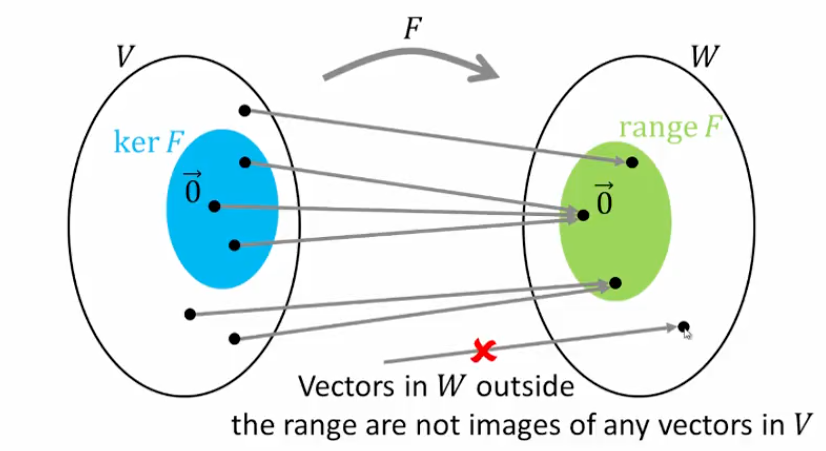 F
V
W
ker F
range F
$\vec{0}$
$\vec{0}$
Vectors in W outside
the range are not images of any vectors in V